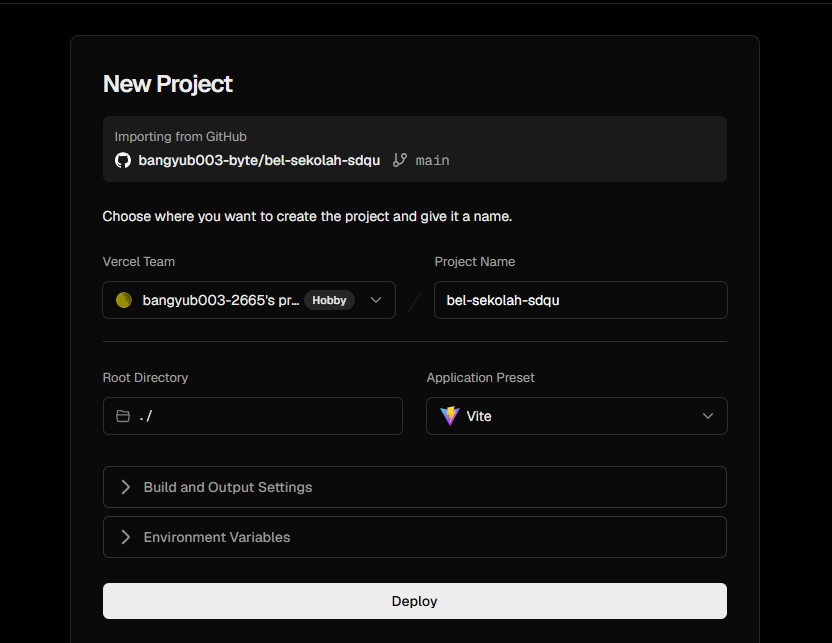 New Project
Importing from GitHub
bangyub003-byte/bel-sekolah-sdqu main
Choose where you want to create the project and give it a name.
Vercel Team
Project Name
bangyub003-2665's pr... Hobby
bel-sekolah-sdqu
Root Directory
Application Preset
./
Vite
Build and Output Settings
Environment Variables
Deploy